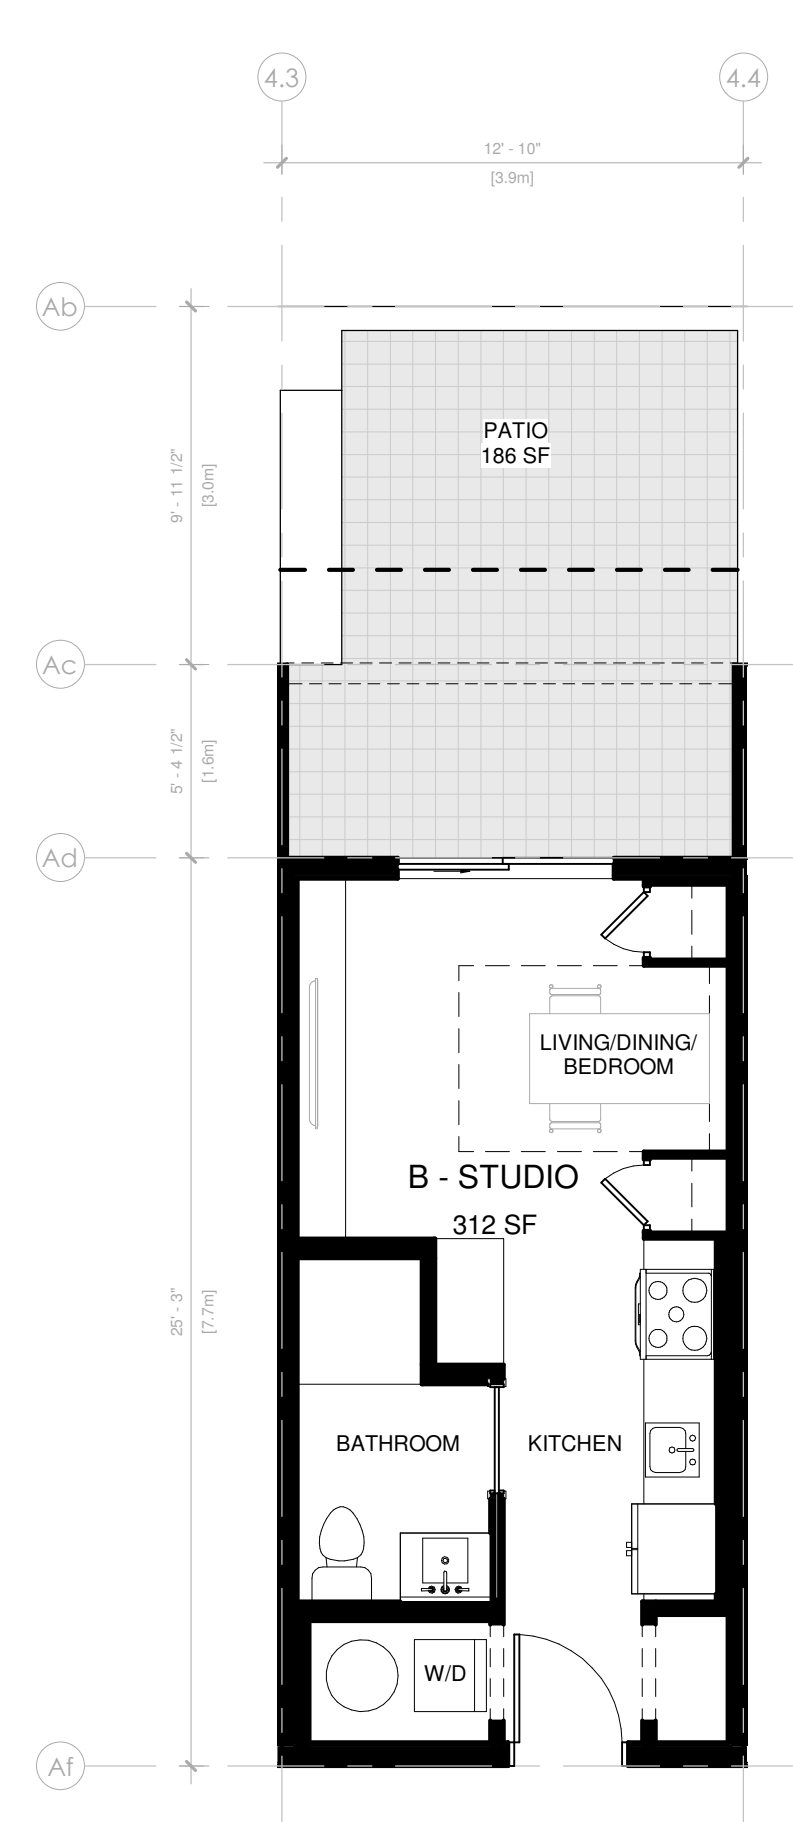 4.3
4.4
12' - 10"
[3.9m]
Ab
PATIO
186 SF
9' - 11 1/2"
[3.0m]
Ac
5' - 4 1/2"
[1.6m]
Ad
LIVING/DINING/
BEDROOM
B - STUDIO
312 SF
25' - 3"
[7.7m]
BATHROOM
KITCHEN
W/D
Af